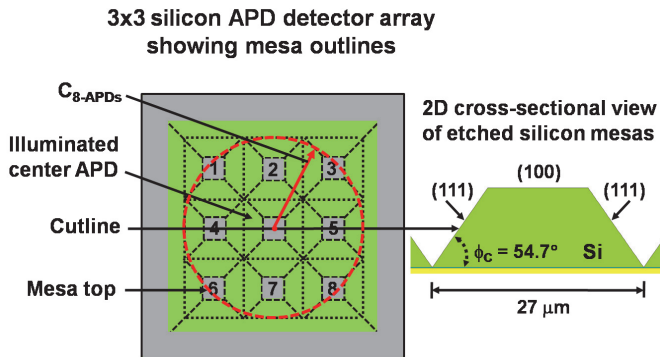 3x3 silicon APD detector array
showing mesa outlines
C8-APDs
Illuminated
center APD
Cutline
Mesa top
1 2 3
4 5
6 7 8
2D cross-sectional view
of etched silicon mesas
(100)
(111) (111)
ϕc = 54.7° Si
27 μm